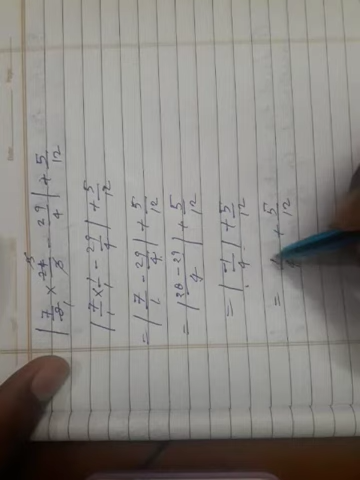 |7/8 × 24/3 - 29/4| + 5/12
|7/1 × 1/1 - 29/4| + 5/12
= |7/1 - 29/4| + 5/12
= |28 - 29/4| + 5/12
= |-1/4| + 5/12
= + 5/12